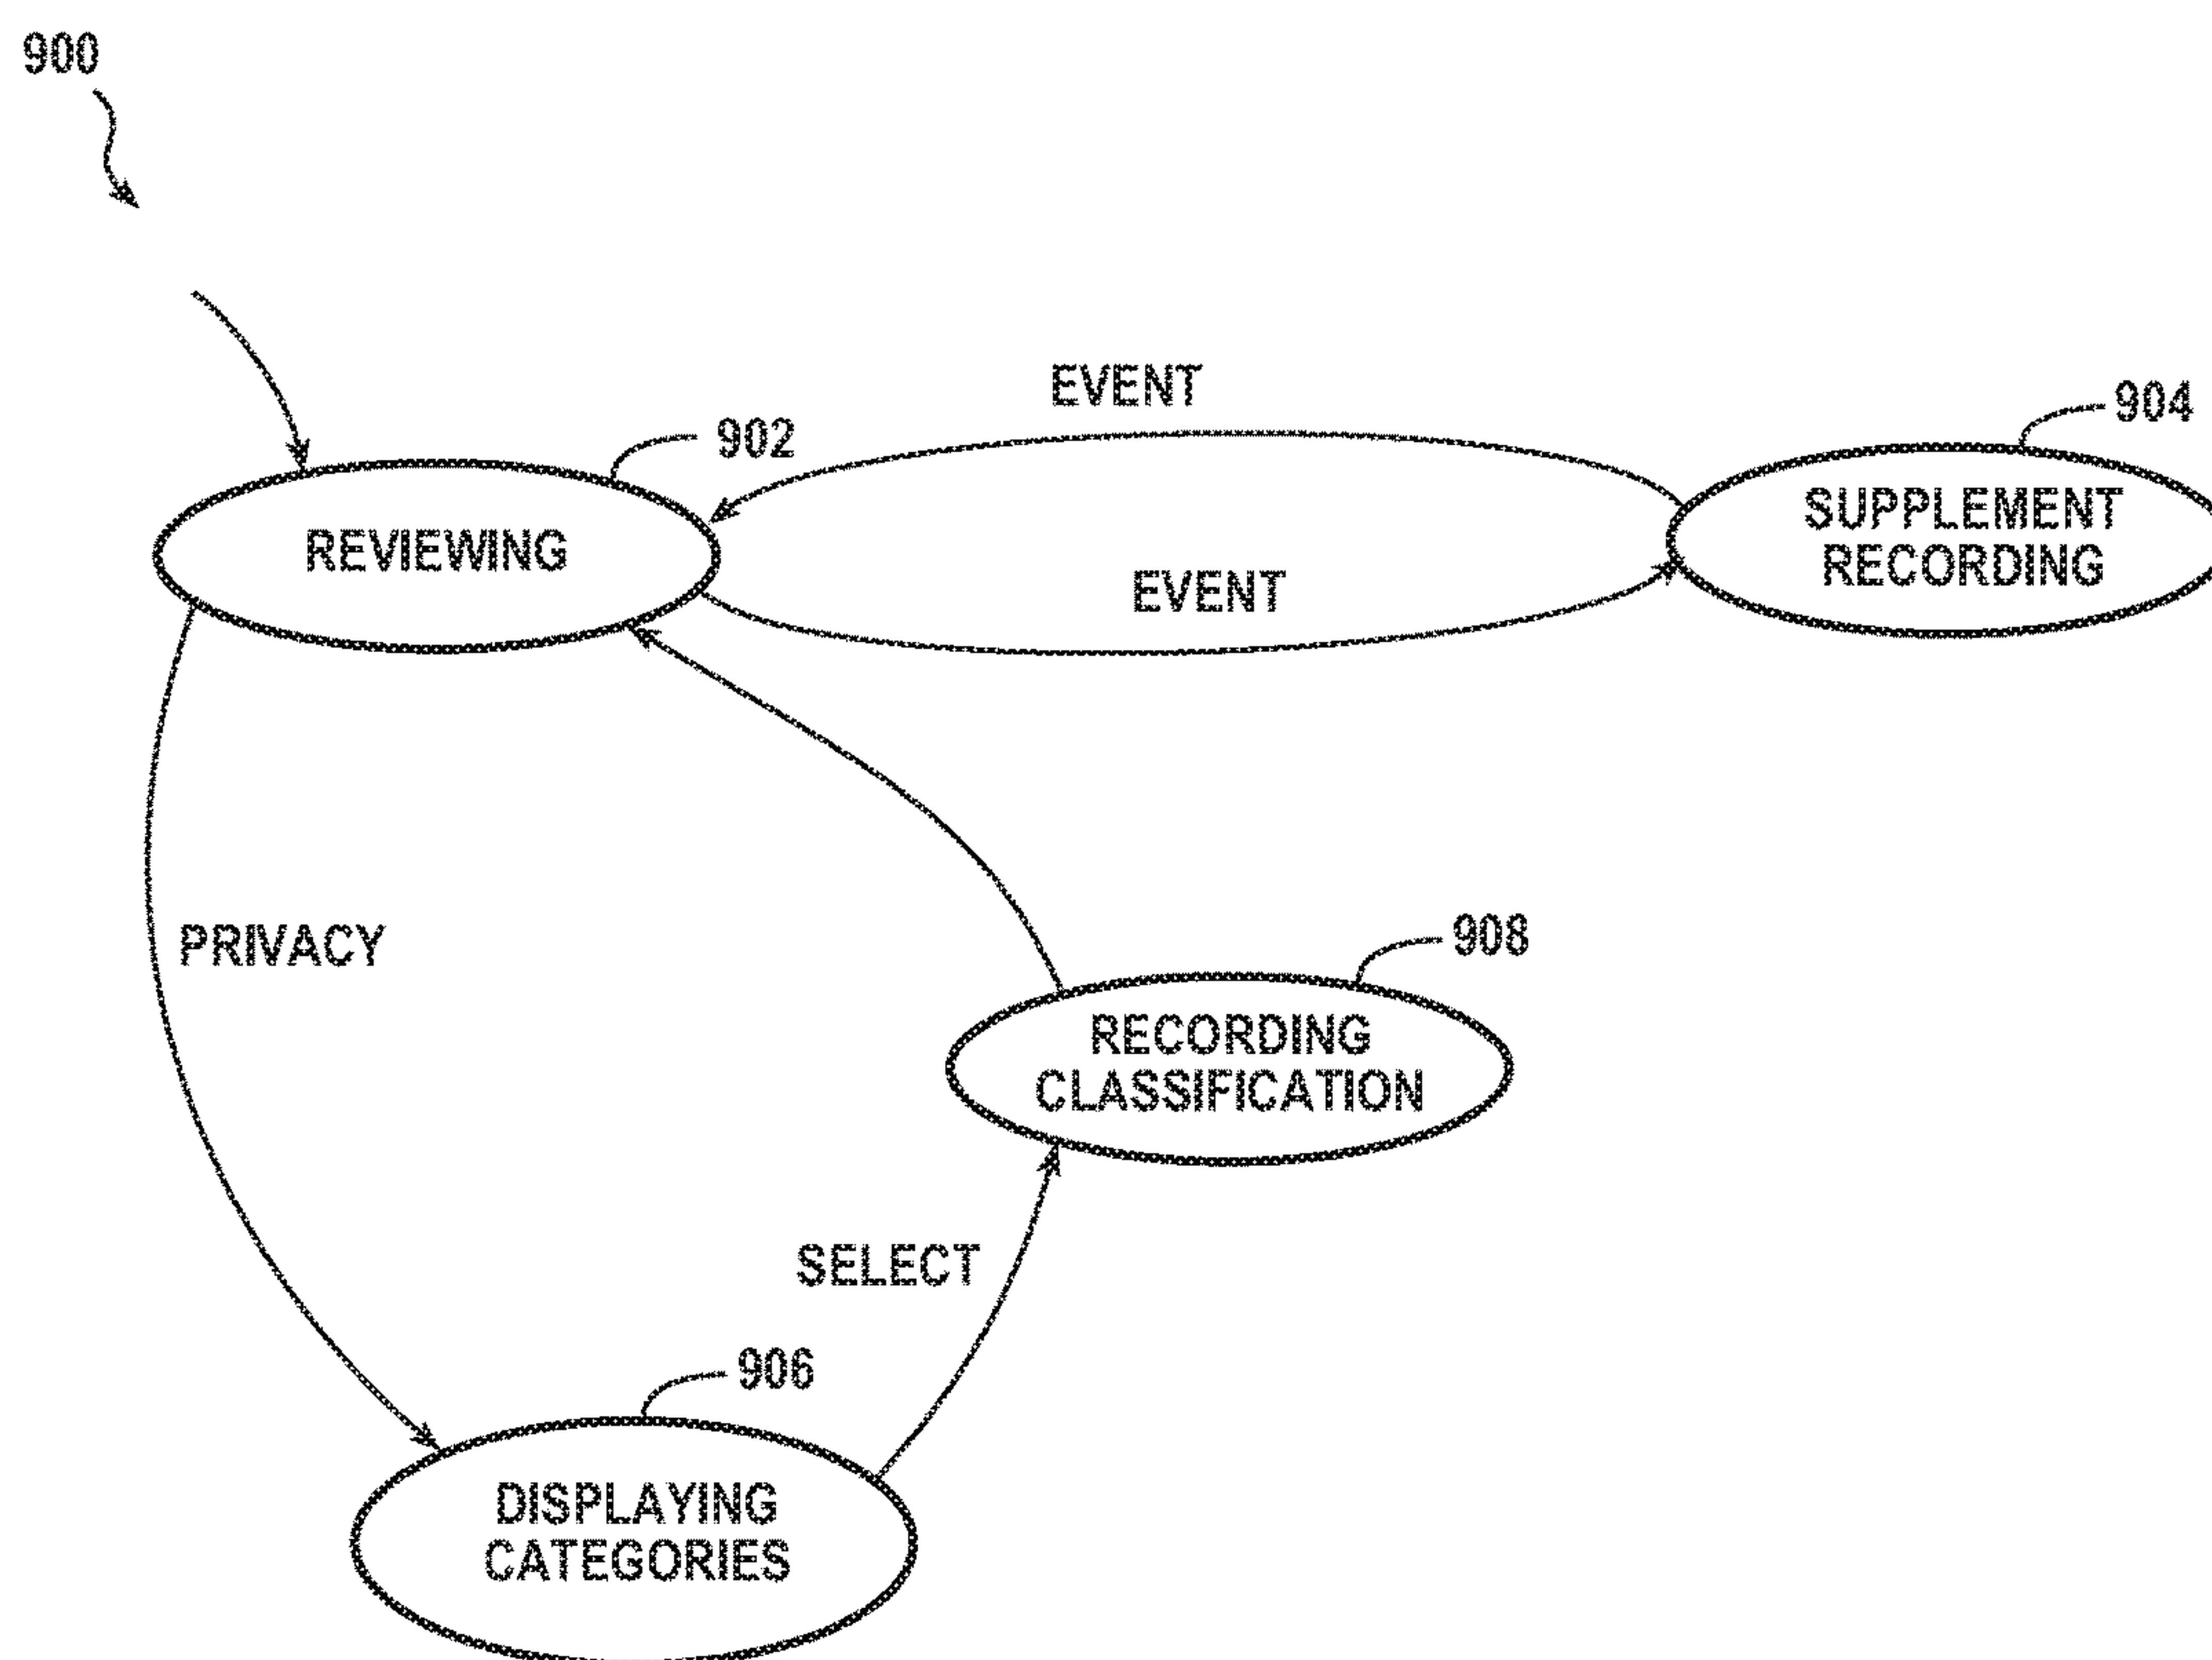 900
EVENT
902
904
REVIEWING
SUPPLEMENT
RECORDING
EVENT
PRIVACY
908
RECORDING
CLASSIFICATION
SELECT
906
DISPLAYING
CATEGORIES